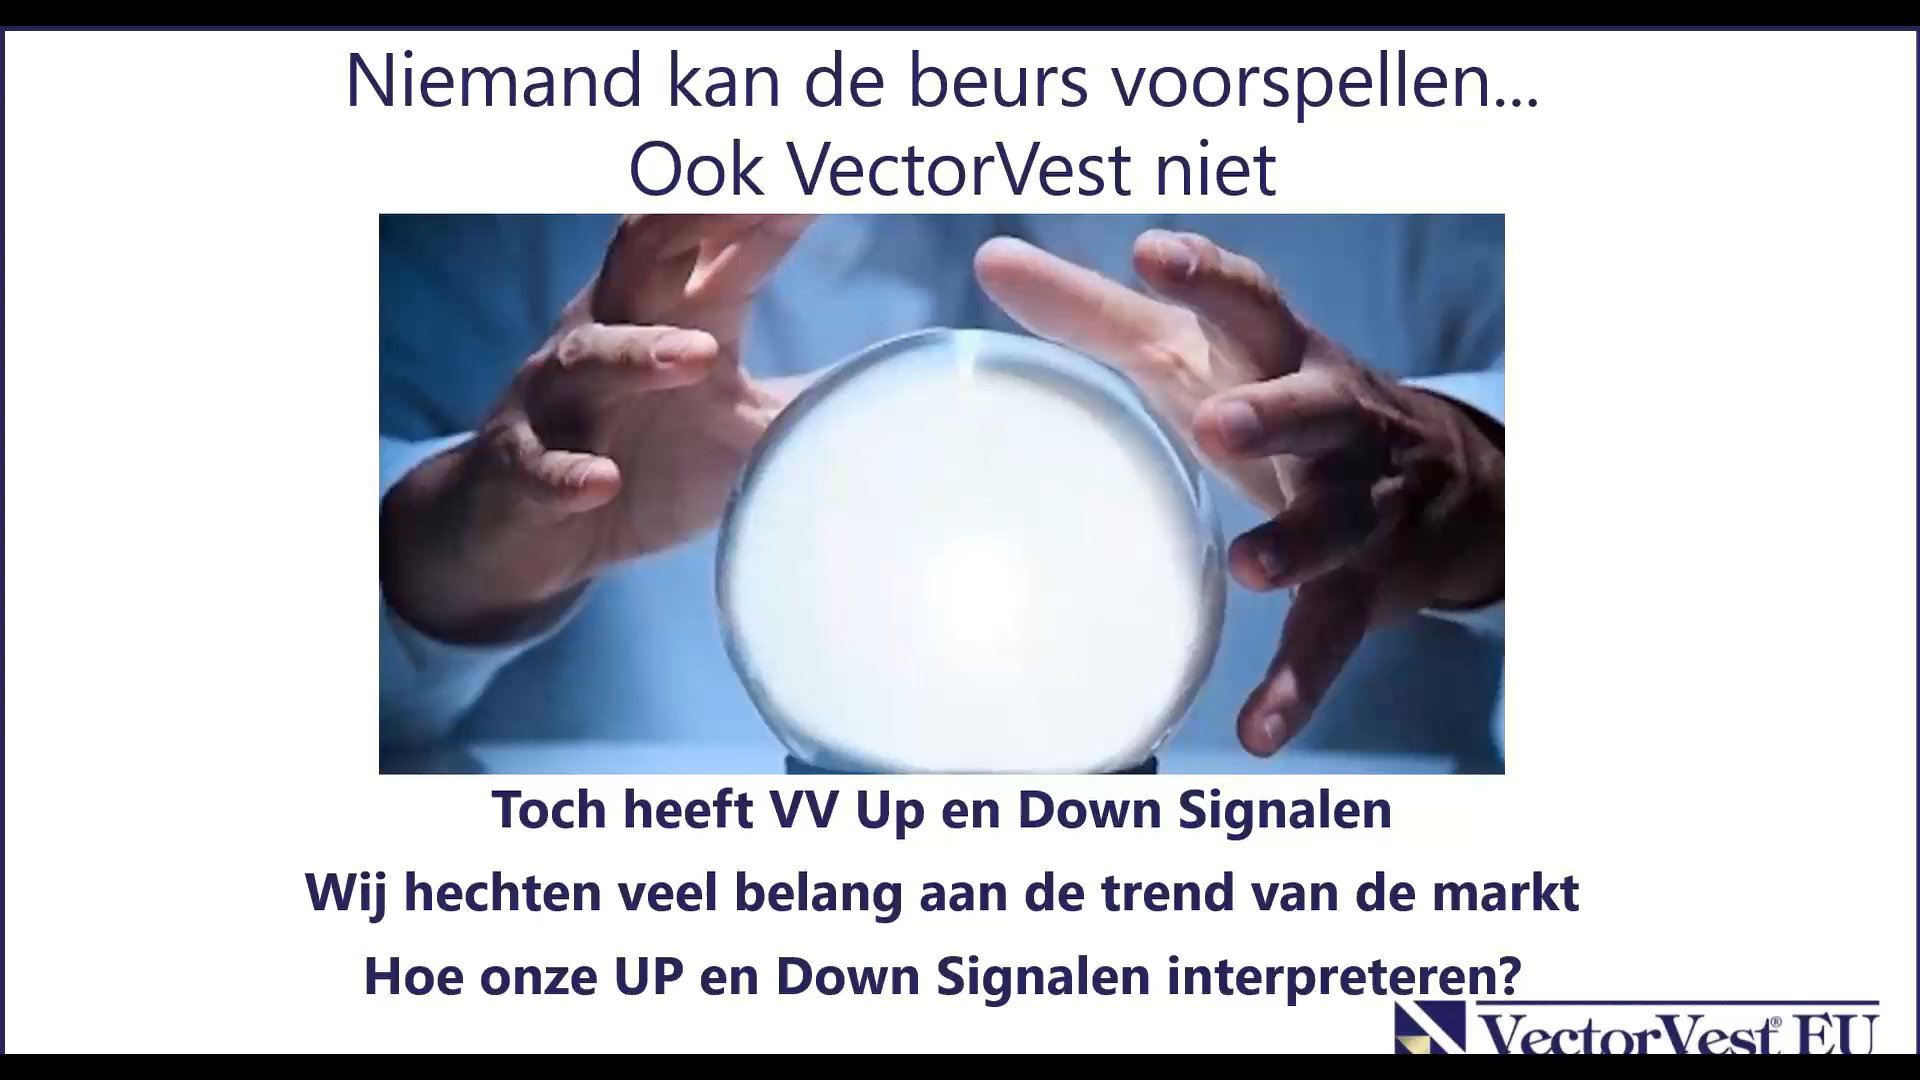 Niemand kan de beurs voorspellen...
Ook VectorVest niet
Toch heeft VV Up en Down Signalen
Wij hechten veel belang aan de trend van de markt
Hoe onze UP en Down Signalen interpreteren?
VectorVest® EU